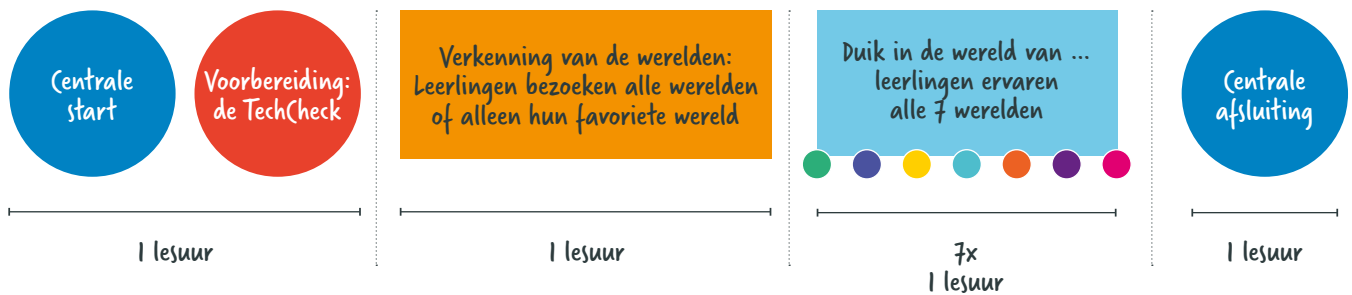 Centrale
start
Voorbereiding:
de TechCheck
Verkenning van de werelden:
Leerlingen bezoeken alle werelden
of alleen hun favoriete wereld
Duik in de wereld van ...
leerlingen ervaren
alle 7 werelden
Centrale
afsluiting
1 lesuur
1 lesuur
7x
1 lesuur
1 lesuur